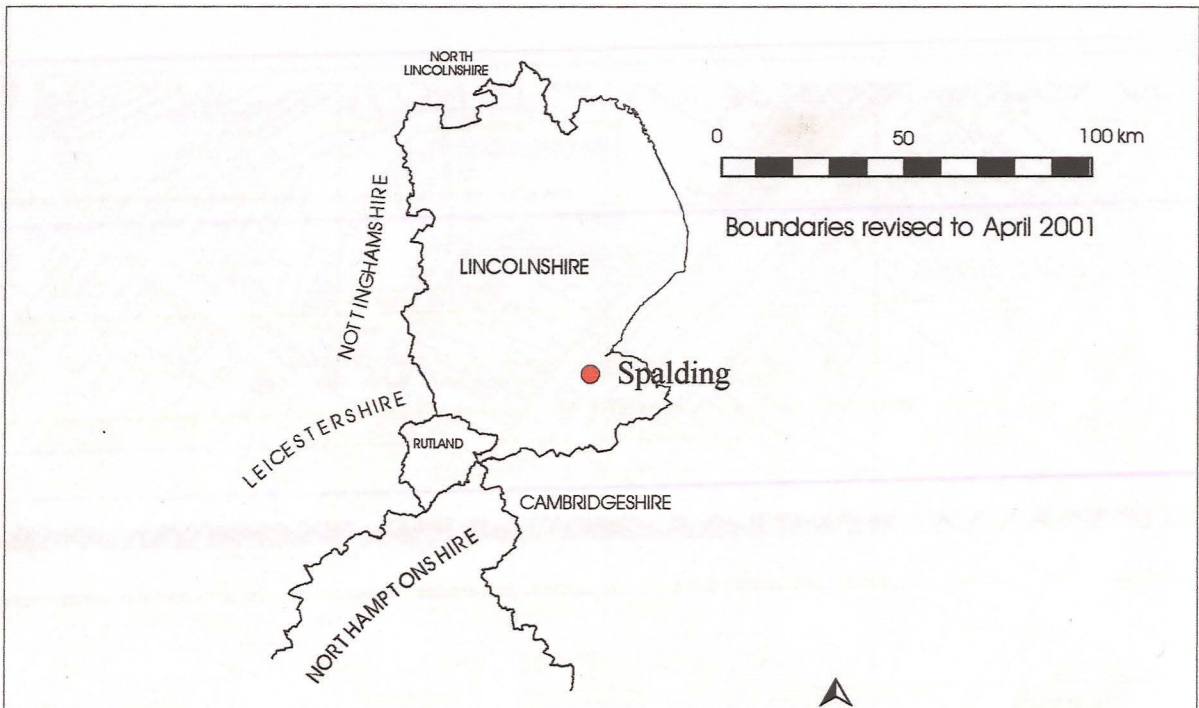 NORTH
LINCOLNSHIRE
0 50 100 km
Boundaries revised to April 2001
NOTTINGHAMSHIRE
LINCOLNSHIRE
Spalding
LEICESTERSHIRE
RUTLAND
CAMBRIDGESHIRE
NORTHAMPTONSHIRE